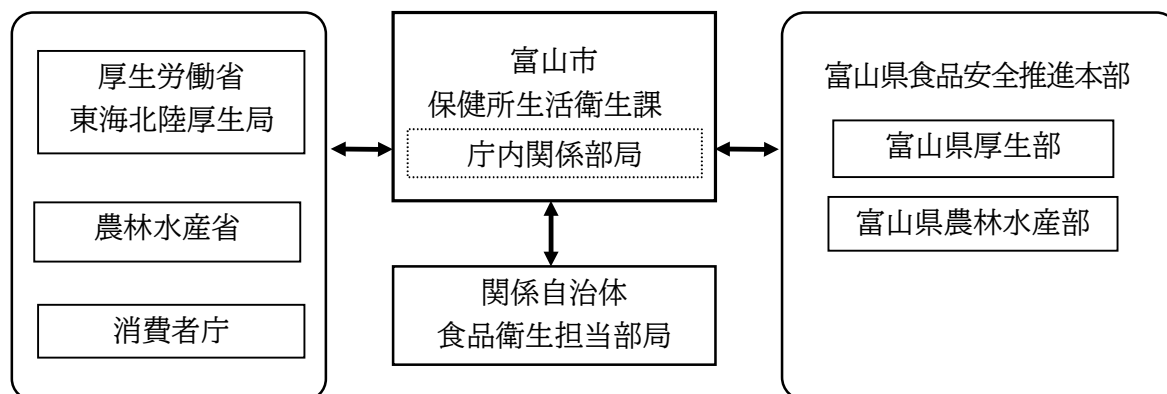 厚生労働省
東海北陸厚生局
農林水産省
消費者庁
富山市
保健所生活衛生課
庁内関係部局
関係自治体
食品衛生担当部局
富山県食品安全推進本部
富山県厚生部
富山県農林水産部